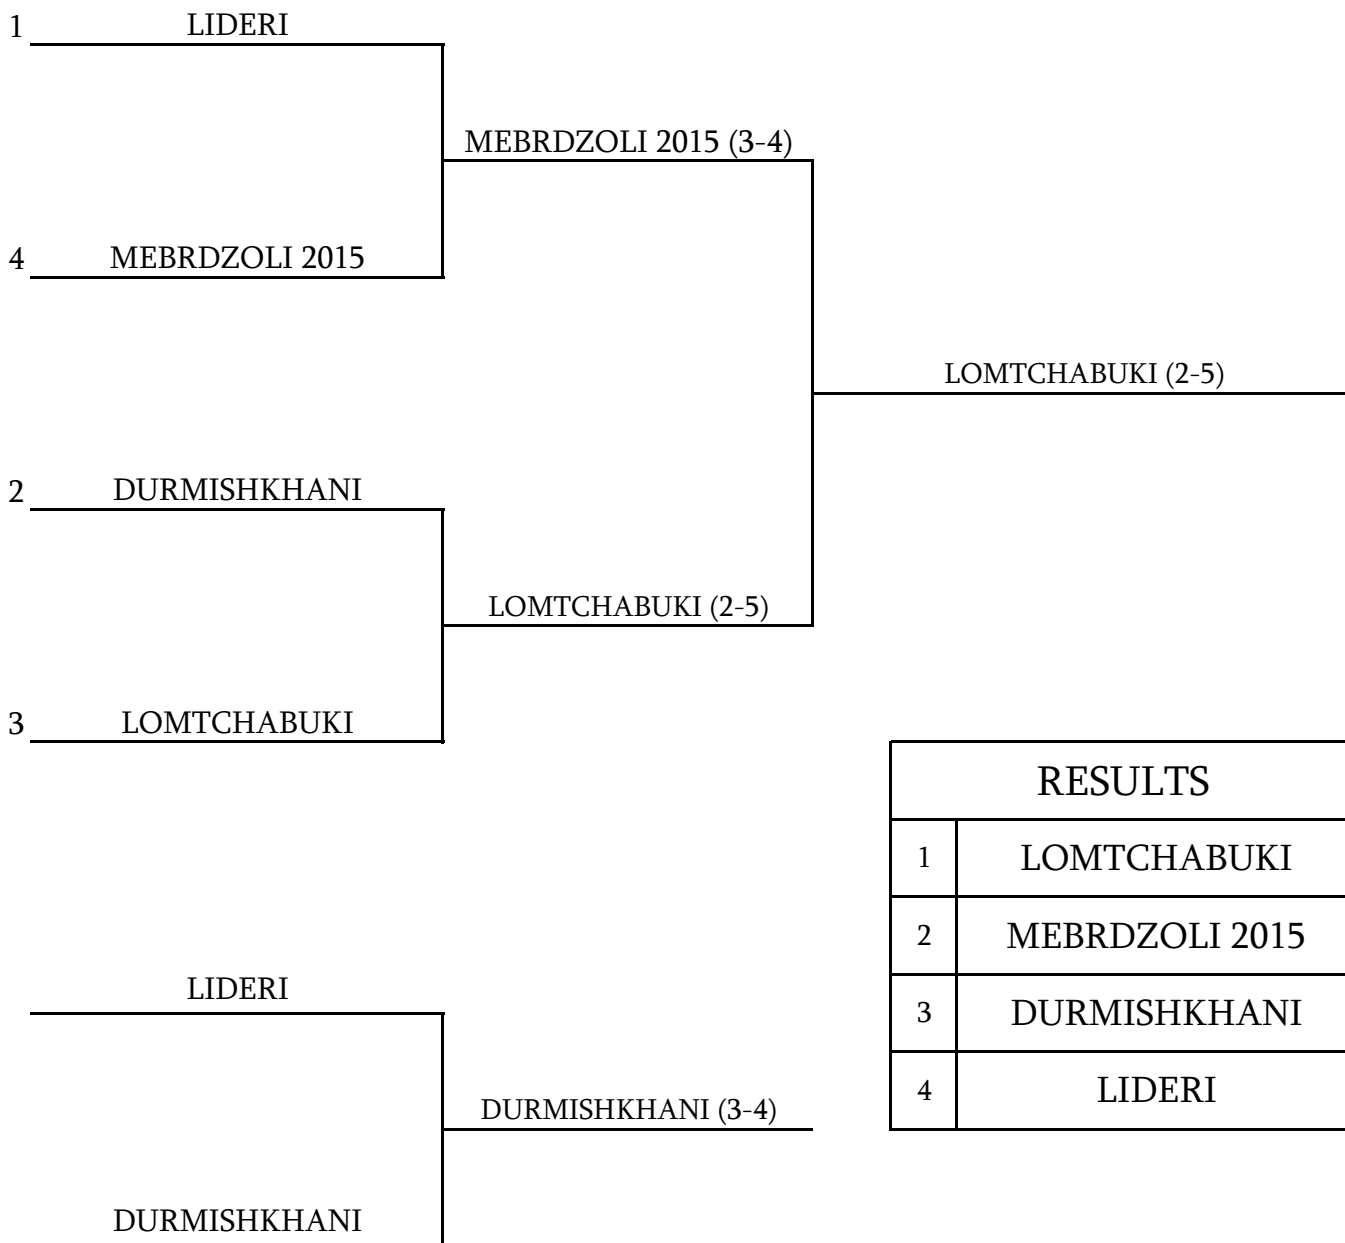 1 LIDERI
MEBRDZOLI 2015 (3-4)
4 MEBRDZOLI 2015
LOMTCHABUKI (2-5)
2 DURMISHKHANI
LOMTCHABUKI (2-5)
3 LOMTCHABUKI
RESULTS
1 LOMTCHABUKI
2 MEBRDZOLI 2015
3 DURMISHKHANI
4 LIDERI
LIDERI
DURMISHKHANI (3-4)
DURMISHKHANI